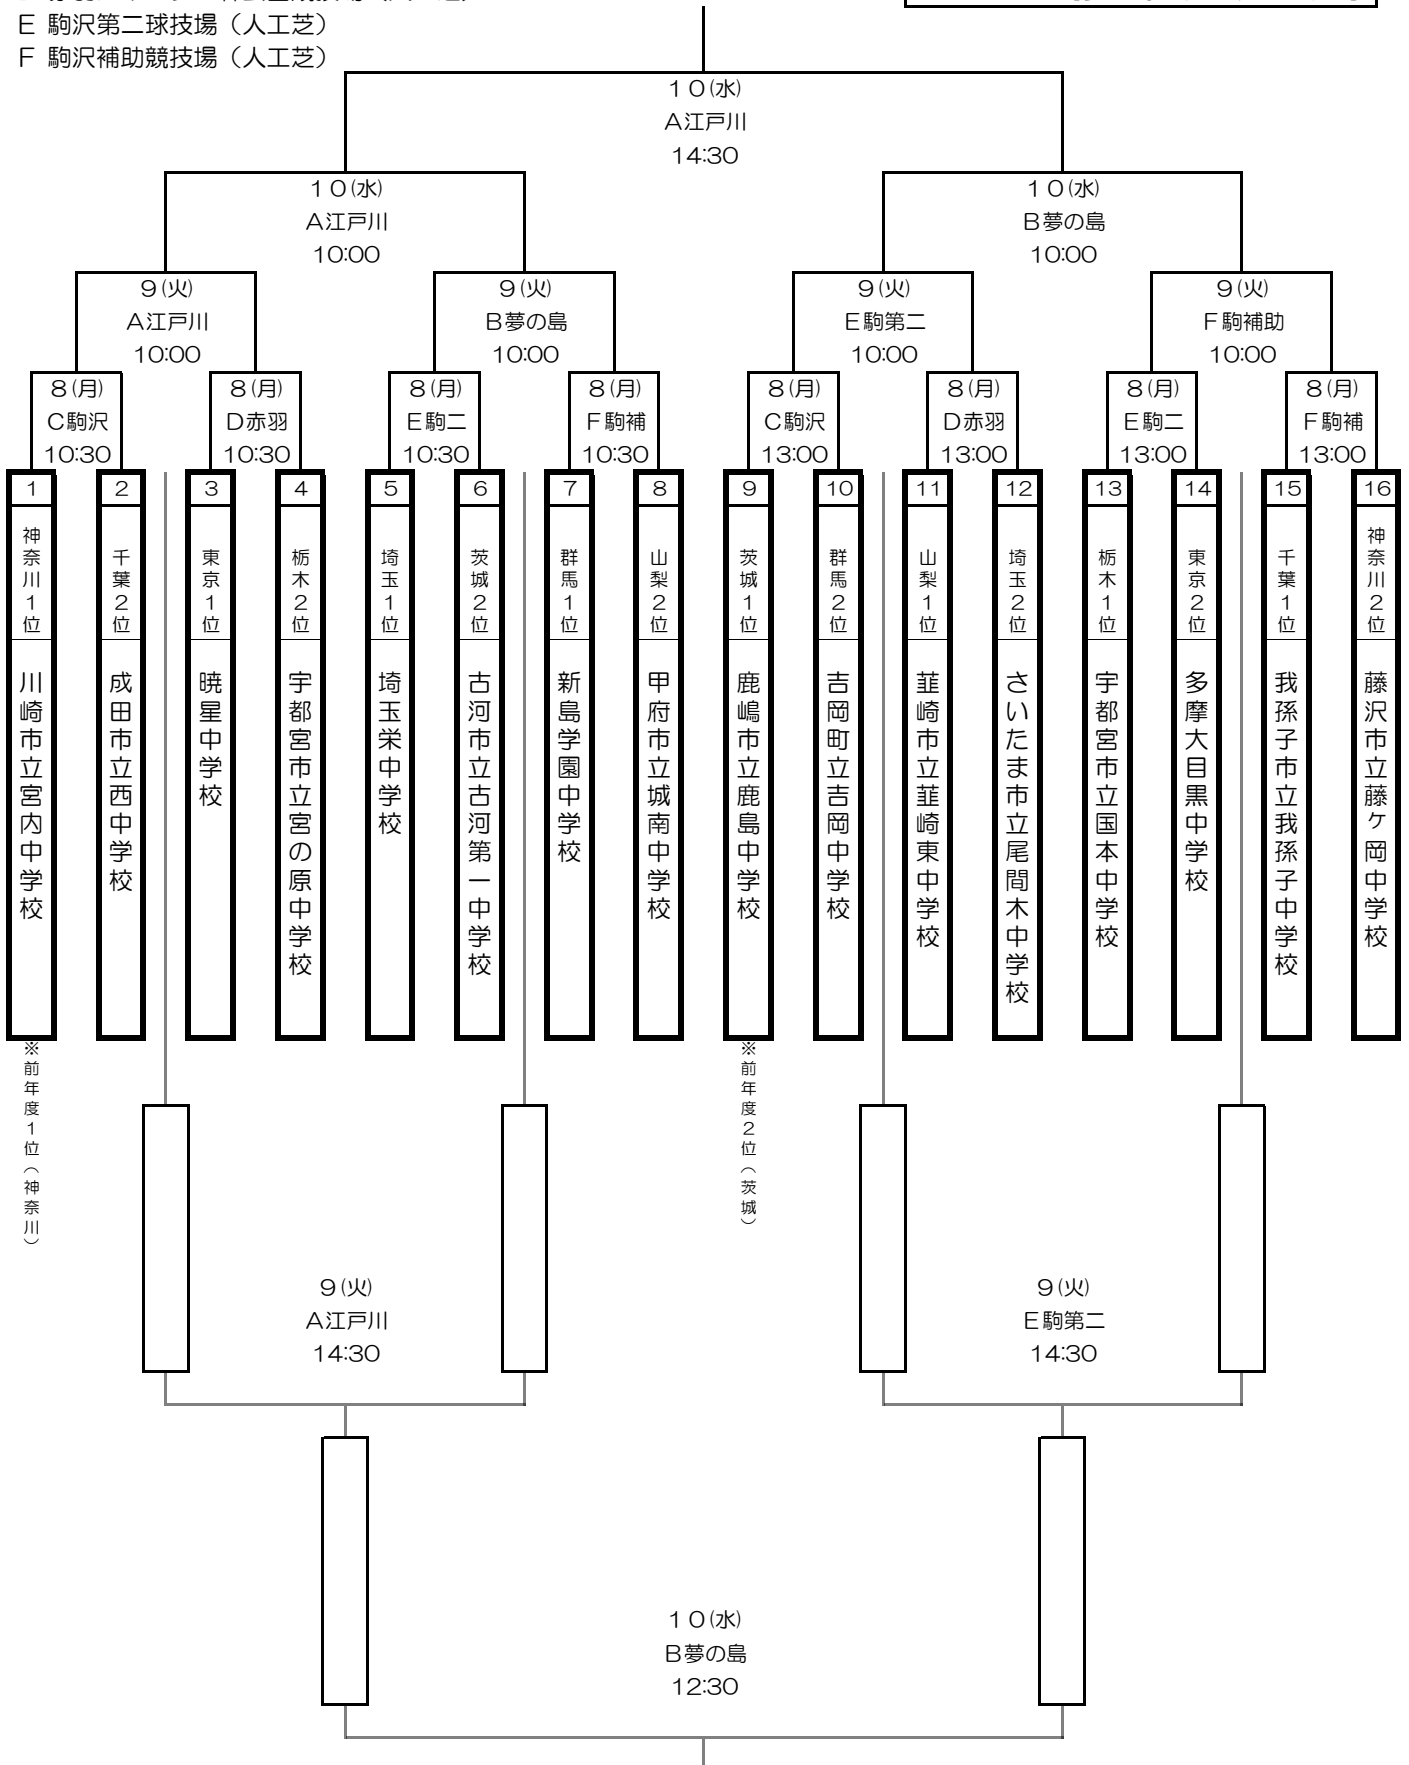 E 駒沢第二球技場（人工芝）
F 駒沢補助競技場（人工芝）
10(水)
A江戸川
14:30
10(水)
A江戸川
10:00
10(水)
B夢の島
10:00
9(火)
A江戸川
10:00
9(火)
B夢の島
10:00
9(火)
E駒第二
10:00
9(火)
F駒補助
10:00
8(月)
C駒沢
10:30
8(月)
D赤羽
10:30
8(月)
E駒二
10:30
8(月)
F駒補
10:30
8(月)
C駒沢
13:00
8(月)
D赤羽
13:00
8(月)
E駒二
13:00
8(月)
F駒補
13:00
1
神奈川1位
川崎市立宮内中学校
※前年度1位（神奈川）
2
千葉2位
成田市立西中学校
3
東京1位
暁星中学校
4
栃木2位
宇都宮市立宮の原中学校
5
埼玉1位
埼玉栄中学校
6
茨城2位
古河市立古河第一中学校
7
群馬1位
新島学園中学校
8
山梨2位
甲府市立城南中学校
9
茨城1位
鹿嶋市立鹿島中学校
※前年度2位（茨城）
10
群馬2位
吉岡町立吉岡中学校
11
山梨1位
韮崎市立韮崎東中学校
12
埼玉2位
さいたま市立尾間木中学校
13
栃木1位
宇都宮市立国本中学校
14
東京2位
多摩大目黒中学校
15
千葉1位
我孫子市立我孫子中学校
16
神奈川2位
藤沢市立藤ケ岡中学校
9(火)
A江戸川
14:30
9(火)
E駒第二
14:30
10(水)
B夢の島
12:30